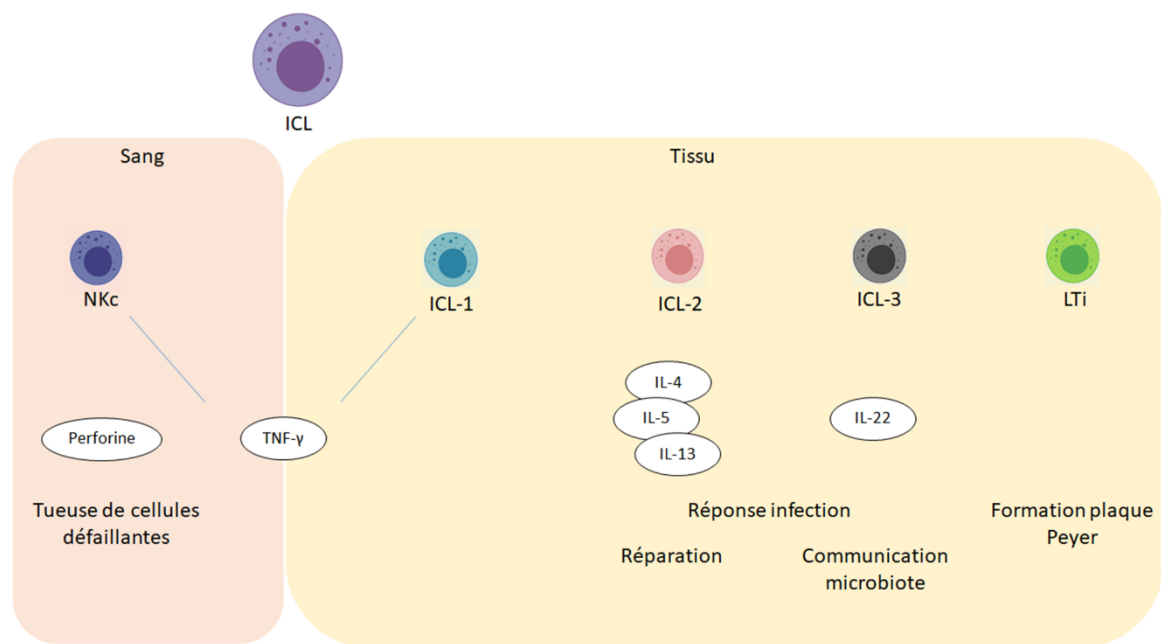 ICL
Sang
Tissu
NKc
ICL-1
ICL-2
ICL-3
LTi
IL-4
IL-5
IL-13
IL-22
Perforine
TNF-γ
Tueuse de cellules
défaillantes
Réponse infection
Réparation
Communication
microbiote
Formation plaque
Peyer